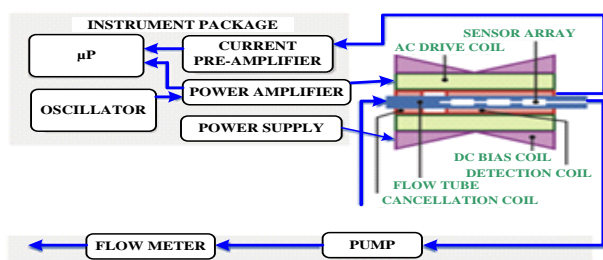 INSTRUMENT PACKAGE
µP
CURRENT
PRE-AMPLIFIER
OSCILLATOR
POWER AMPLIFIER
POWER SUPPLY
SENSOR ARRAY
AC DRIVE COIL
DC BIAS COIL
DETECTION COIL
FLOW TUBE
CANCELLATION COIL
FLOW METER
PUMP